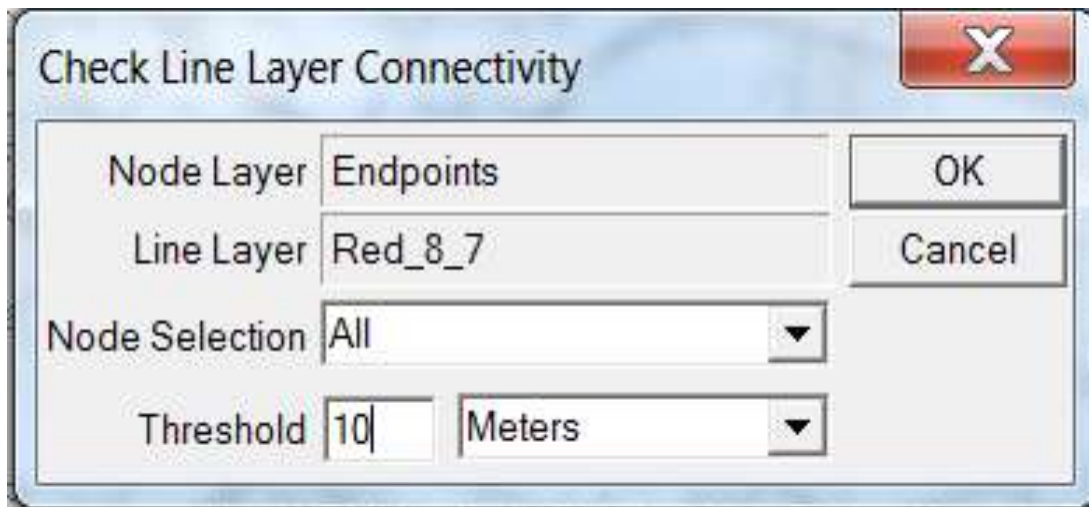 Check Line Layer Connectivity
Node Layer Endpoints OK
Line Layer Red_8_7 Cancel
Node Selection All
Threshold 10 Meters